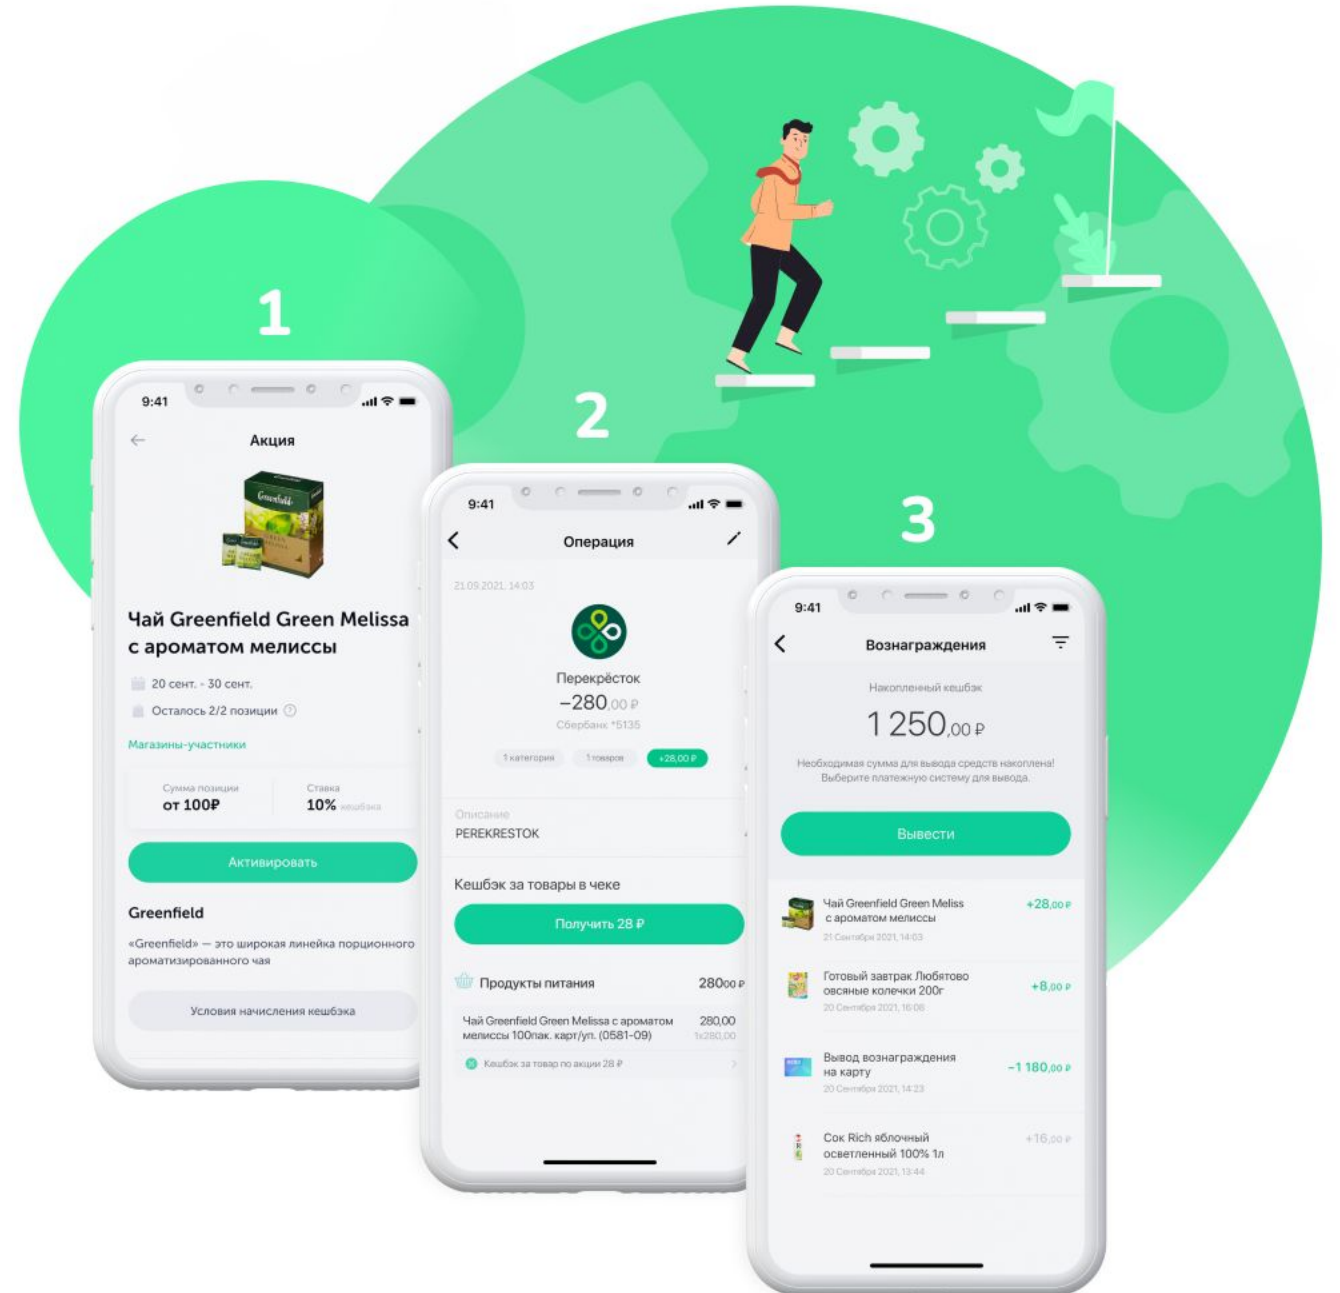 1
9:41
Акция
Greenfield
Чай Greenfield Green Melissa
с ароматом мелиссы
20 сент. - 30 сент.
Осталось 2/2 позиции ?
Магазины-участники
Сумма позиции
от 100₽
Ставка
10% кешбэка
Активировать
Greenfield
«Greenfield» — это широкая линейка порционного
ароматизированного чая
Условия начисления кешбэка
2
9:41
Операция
21.09.2021, 14:03
Перекрёсток
−280,00 ₽
Сбербанк *5135
1 категория
1 товаров
+28,00 ₽
Описание
PEREKRESTOK
Кешбэк за товары в чеке
Получить 28 ₽
Продукты питания 280,00 ₽
Чай Greenfield Green Melissa с ароматом 280,00
мелиссы 100пак. карт/уп. (0581-09) 1x280,00
Кешбэк за товар по акции 28 ₽
3
9:41
Вознаграждения
Накопленный кешбэк
1 250,00 ₽
Необходимая сумма для вывода средств накоплена!
Выберите платежную систему для вывода.
Вывести
Чай Greenfield Green Meliss +28,00 ₽
с ароматом мелиссы
21 Сентября 2021, 14:03
Готовый завтрак Любятово
овсяные колечки 200г +8,00 ₽
20 Сентября 2021, 16:08
Вывод вознаграждения
на карту −1 180,00 ₽
20 Сентября 2021, 14:23
Сок Rich яблочный +16,00 ₽
осветленный 100% 1л
20 Сентября 2021, 13:44